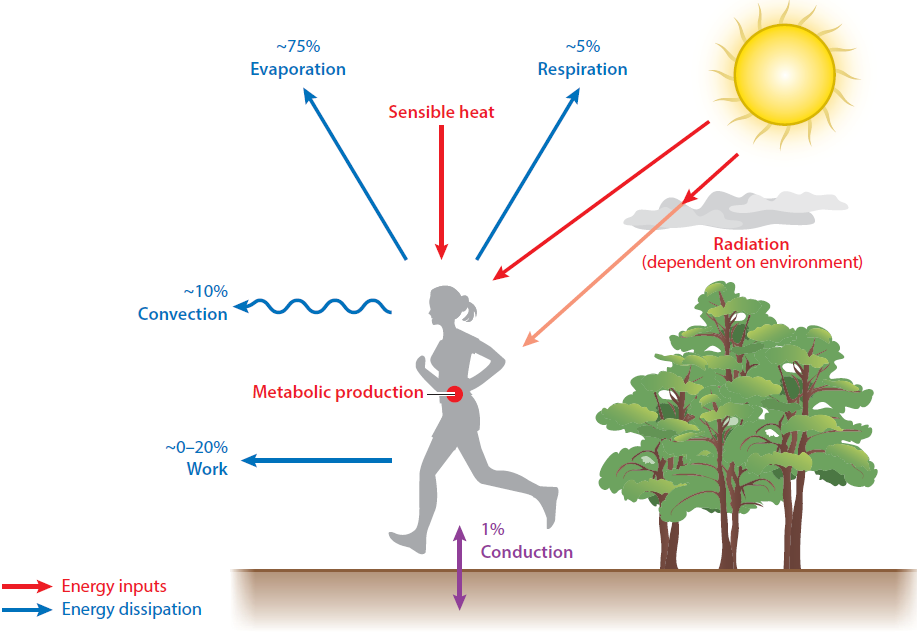 ~75%
Evaporation
~5%
Respiration
Sensible heat
Radiation
(dependent on environment)
~10%
Convection
Metabolic production
~0–20%
Work
1%
Conduction
Energy inputs
Energy dissipation